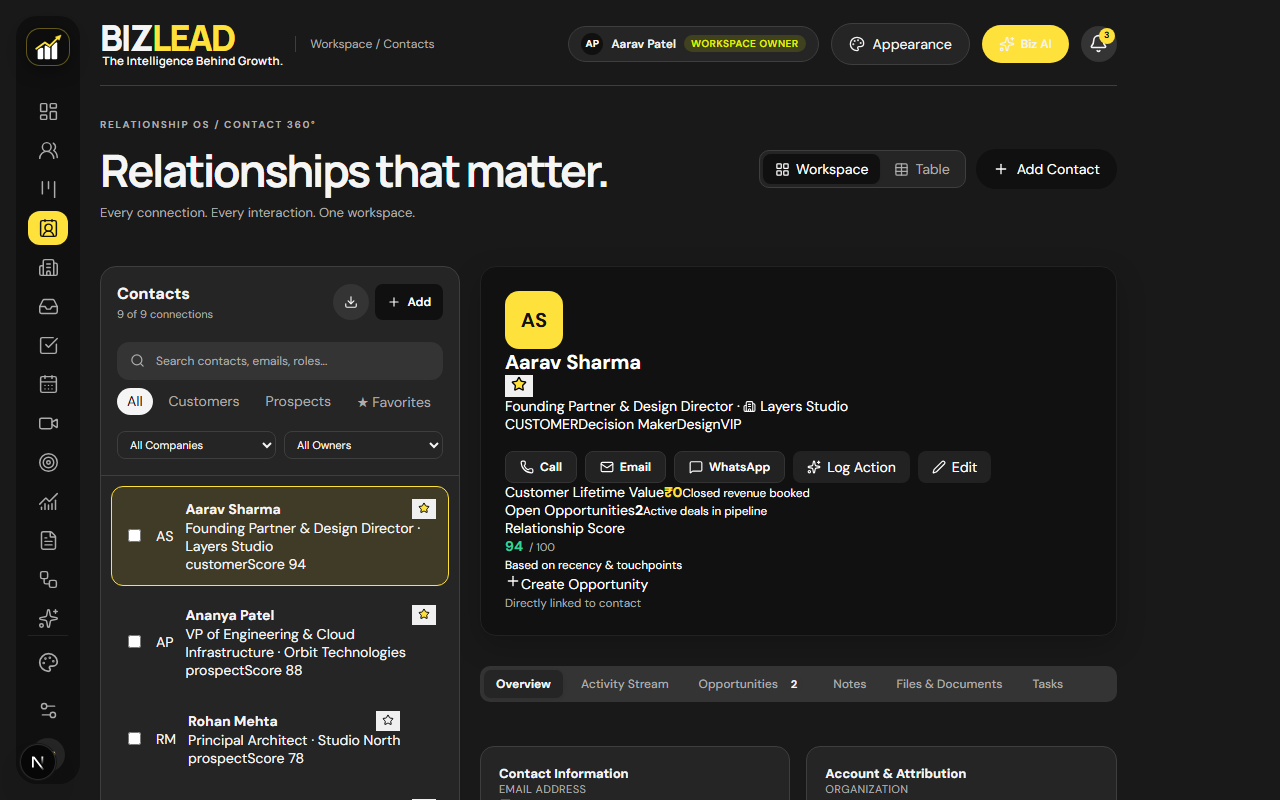 BIZLEAD
The Intelligence Behind Growth.
Workspace / Contacts
AP Aarav Patel WORKSPACE OWNER
Appearance
Biz AI
3
RELATIONSHIP OS / CONTACT 360°
Relationships that matter.
Every connection. Every interaction. One workspace.
Workspace
Table
+ Add Contact
Contacts
9 of 9 connections
+ Add
Search contacts, emails, roles...
All Customers Prospects ★ Favorites
All Companies
All Owners
AS
Aarav Sharma
Founding Partner & Design Director ·
Layers Studio
customerScore 94
AP
Ananya Patel
VP of Engineering & Cloud
Infrastructure · Orbit Technologies
prospectScore 88
RM
Rohan Mehta
Principal Architect · Studio North
prospectScore 78
AS
Aarav Sharma
Founding Partner & Design Director · Layers Studio
CUSTOMERDecision MakerDesignVIP
Call
Email
WhatsApp
Log Action
Edit
Customer Lifetime Value₹0Closed revenue booked
Open Opportunities2Active deals in pipeline
Relationship Score
94 / 100
Based on recency & touchpoints
+Create Opportunity
Directly linked to contact
Overview Activity Stream Opportunities 2 Notes Files & Documents Tasks
Contact Information
EMAIL ADDRESS
Account & Attribution
ORGANIZATION
N